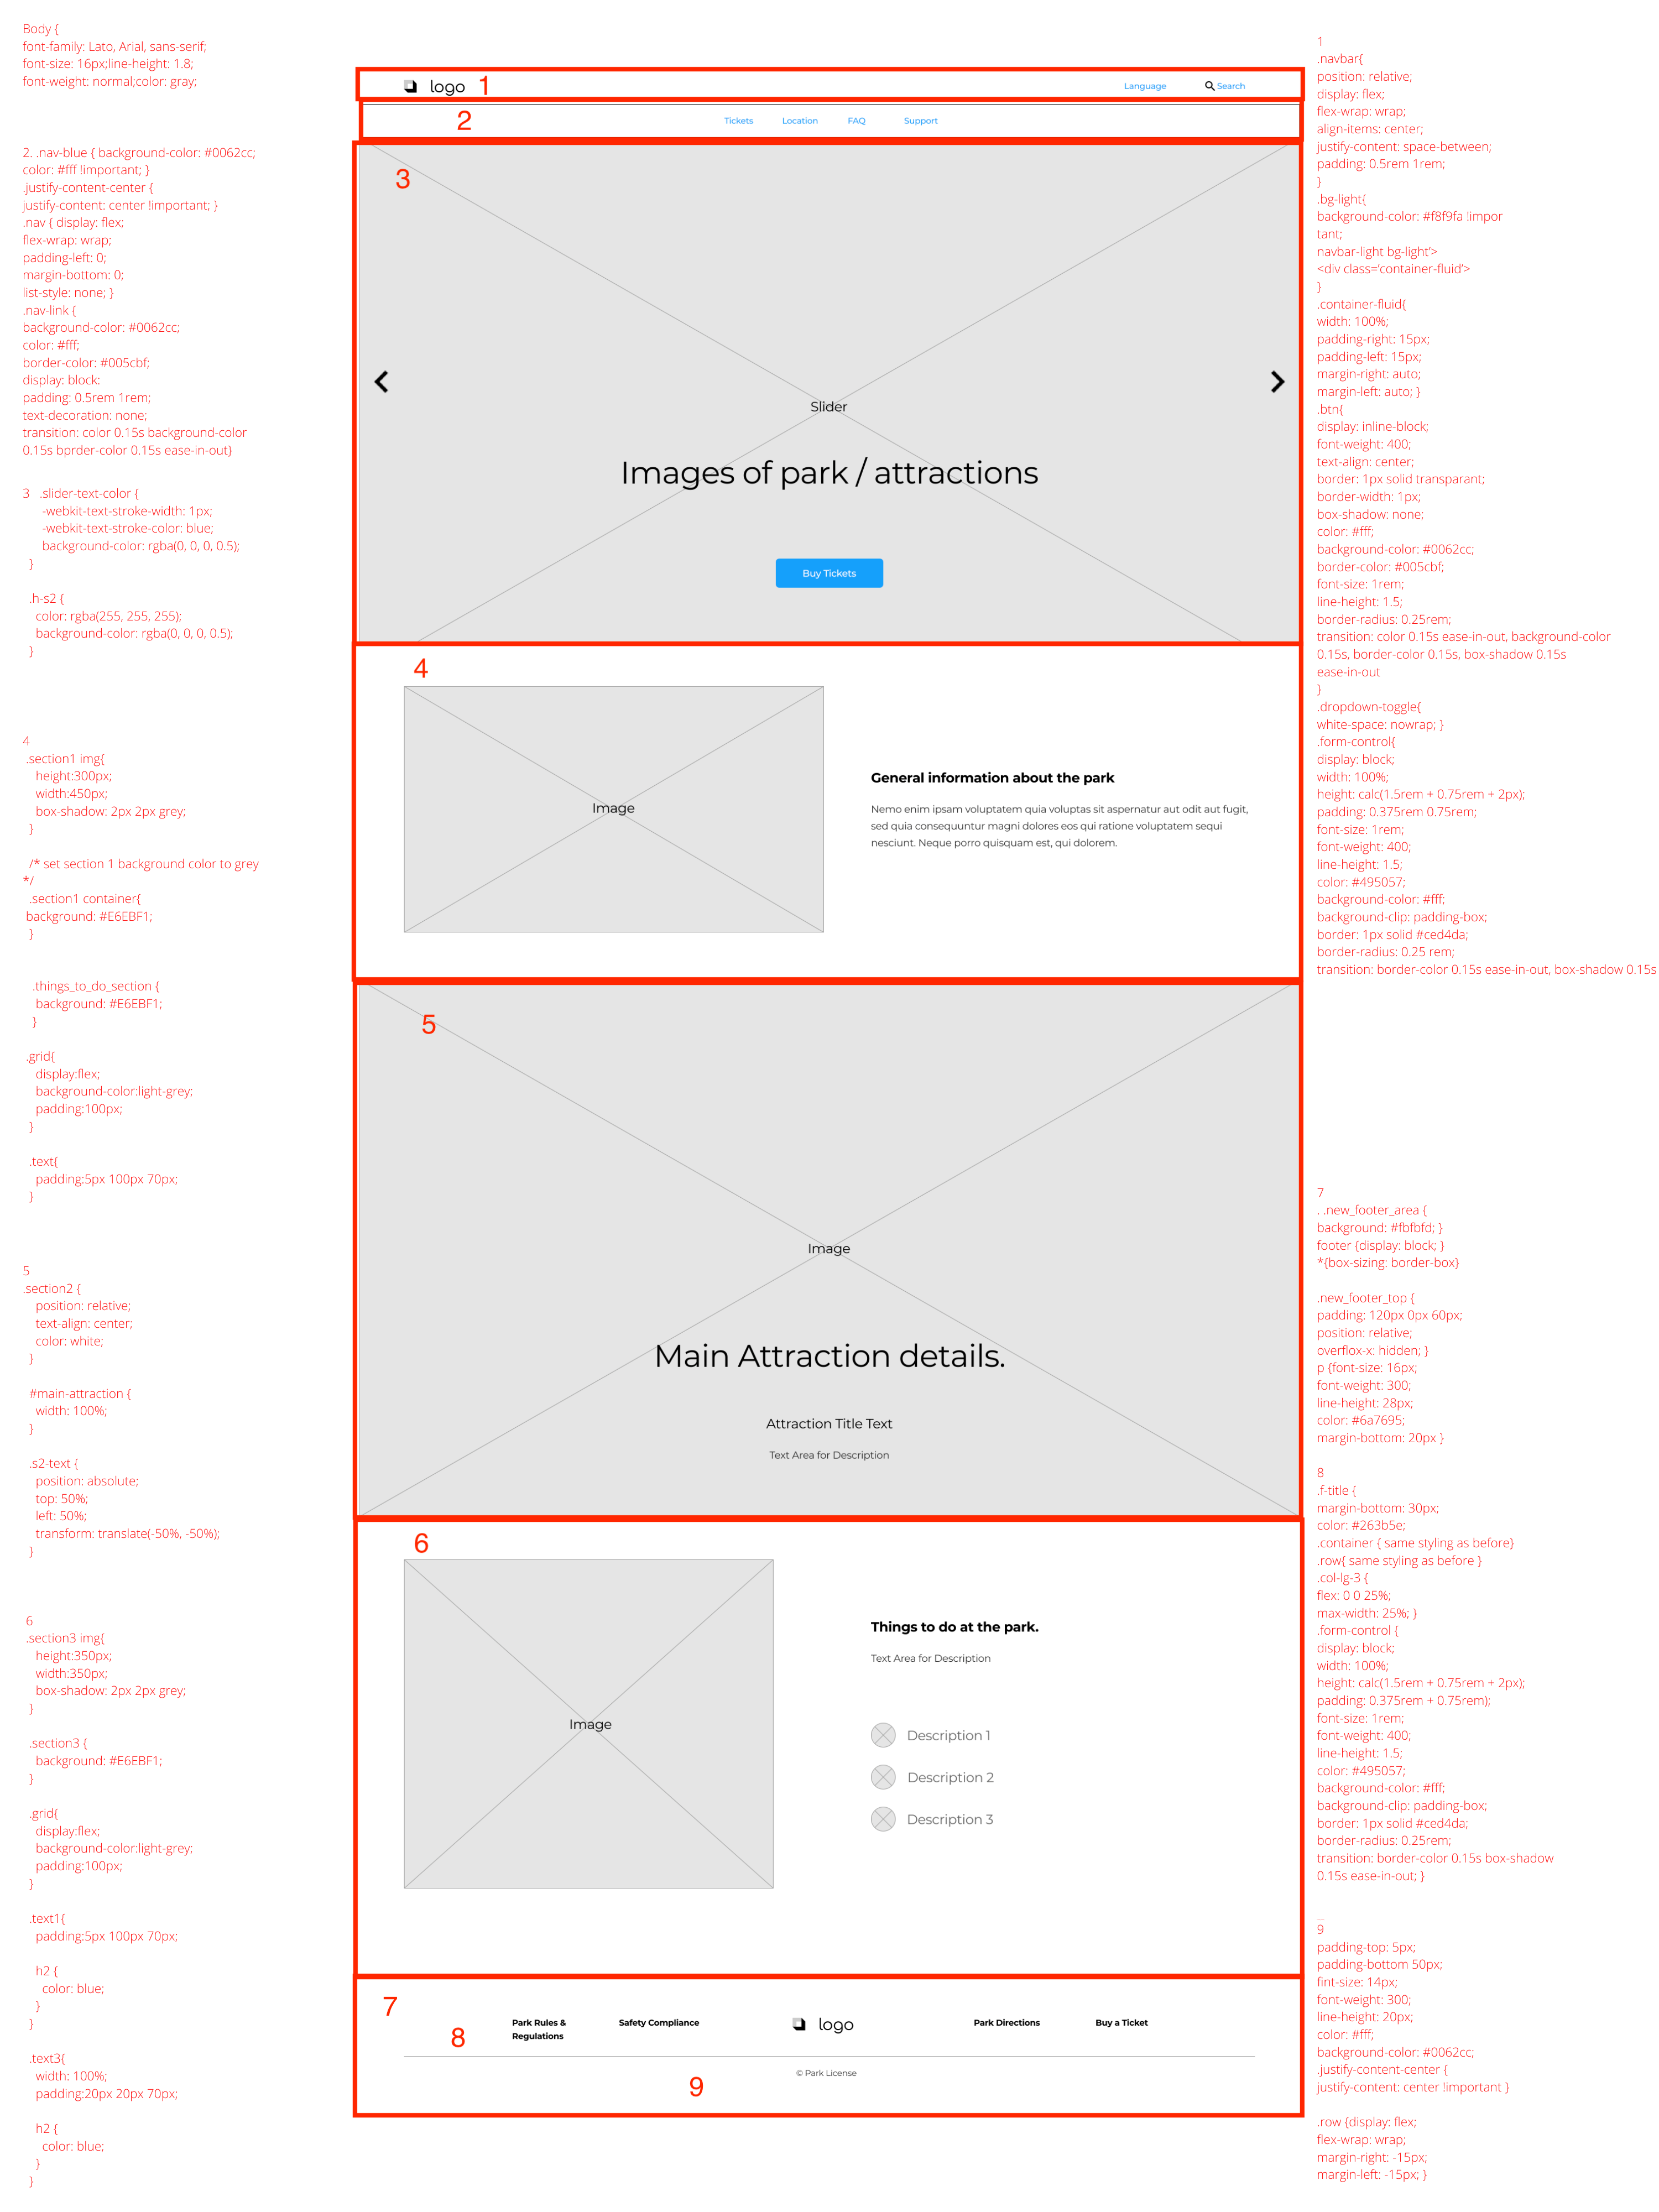 Body {
font-family: Lato, Arial, sans-serif;
font-size: 16px;line-height: 1.8;
font-weight: normal;color: gray;
2. .nav-blue { background-color: #0062cc;
color: #fff !important; }
.justify-content-center {
justify-content: center !important; }
.nav { display: flex;
flex-wrap: wrap;
padding-left: 0;
margin-bottom: 0;
list-style: none; }
.nav-link {
background-color: #0062cc;
color: #fff;
border-color: #005cbf;
display: block:
padding: 0.5rem 1rem;
text-decoration: none;
transition: color 0.15s background-color
0.15s bprder-color 0.15s ease-in-out}
3 .slider-text-color {
-webkit-text-stroke-width: 1px;
-webkit-text-stroke-color: blue;
background-color: rgba(0, 0, 0, 0.5);
}
.h-s2 {
color: rgba(255, 255, 255);
background-color: rgba(0, 0, 0, 0.5);
}
4
.section1 img{
height:300px;
width:450px;
box-shadow: 2px 2px grey;
}
/* set section 1 background color to grey
*/
.section1 container{
background: #E6EBF1;
}
.things_to_do_section {
background: #E6EBF1;
}
.grid{
display:flex;
background-color:light-grey;
padding:100px;
}
.text{
padding:5px 100px 70px;
}
5
.section2 {
position: relative;
text-align: center;
color: white;
}
#main-attraction {
width: 100%;
}
.s2-text {
position: absolute;
top: 50%;
left: 50%;
transform: translate(-50%, -50%);
}
6
.section3 img{
height:350px;
width:350px;
box-shadow: 2px 2px grey;
}
.section3 {
background: #E6EBF1;
}
.grid{
display:flex;
background-color:light-grey;
padding:100px;
}
.text1{
padding:5px 100px 70px;
h2 {
color: blue;
}
}
.text3{
width: 100%;
padding:20px 20px 70px;
h2 {
color: blue;
}
}
logo 1 Language Search
2 Tickets Location FAQ Support
3
Slider
Images of park / attractions
Buy Tickets
4
Image
General information about the park
Nemo enim ipsam voluptatem quia voluptas sit aspernatur aut odit aut fugit,
sed quia consequuntur magni dolores eos qui ratione voluptatem sequi
nesciunt. Neque porro quisquam est, qui dolorem.
5
Image
Main Attraction details.
Attraction Title Text
Text Area for Description
6
Image
Things to do at the park.
Text Area for Description
Description 1
Description 2
Description 3
7
8
Park Rules &
Regulations
Safety Compliance
logo
Park Directions
Buy a Ticket
© Park License
9
1
.navbar{
position: relative;
display: flex;
flex-wrap: wrap;
align-items: center;
justify-content: space-between;
padding: 0.5rem 1rem;
}
.bg-light{
background-color: #f8f9fa !impor
tant;
navbar-light bg-light'>
<div class='container-fluid'>
}
.container-fluid{
width: 100%;
padding-right: 15px;
padding-left: 15px;
margin-right: auto;
margin-left: auto; }
.btn{
display: inline-block;
font-weight: 400;
text-align: center;
border: 1px solid transparant;
border-width: 1px;
box-shadow: none;
color: #fff;
background-color: #0062cc;
border-color: #005cbf;
font-size: 1rem;
line-height: 1.5;
border-radius: 0.25rem;
transition: color 0.15s ease-in-out, background-color
0.15s, border-color 0.15s, box-shadow 0.15s
ease-in-out
}
.dropdown-toggle{
white-space: nowrap; }
.form-control{
display: block;
width: 100%;
height: calc(1.5rem + 0.75rem + 2px);
padding: 0.375rem 0.75rem;
font-size: 1rem;
font-weight: 400;
line-height: 1.5;
color: #495057;
background-color: #fff;
background-clip: padding-box;
border: 1px solid #ced4da;
border-radius: 0.25 rem;
transition: border-color 0.15s ease-in-out, box-shadow 0.15s
7
. .new_footer_area {
background: #fbfbfd; }
footer {display: block; }
*{box-sizing: border-box}
.new_footer_top {
padding: 120px 0px 60px;
position: relative;
overflox-x: hidden; }
p {font-size: 16px;
font-weight: 300;
line-height: 28px;
color: #6a7695;
margin-bottom: 20px }
8
.f-title {
margin-bottom: 30px;
color: #263b5e;
.container { same styling as before}
.row{ same styling as before }
.col-lg-3 {
flex: 0 0 25%;
max-width: 25%; }
.form-control {
display: block;
width: 100%;
height: calc(1.5rem + 0.75rem + 2px);
padding: 0.375rem + 0.75rem);
font-size: 1rem;
font-weight: 400;
line-height: 1.5;
color: #495057;
background-color: #fff;
background-clip: padding-box;
border: 1px solid #ced4da;
border-radius: 0.25rem;
transition: border-color 0.15s box-shadow
0.15s ease-in-out; }
9
padding-top: 5px;
padding-bottom 50px;
fint-size: 14px;
font-weight: 300;
line-height: 20px;
color: #fff;
background-color: #0062cc;
.justify-content-center {
justify-content: center !important }
.row {display: flex;
flex-wrap: wrap;
margin-right: -15px;
margin-left: -15px; }